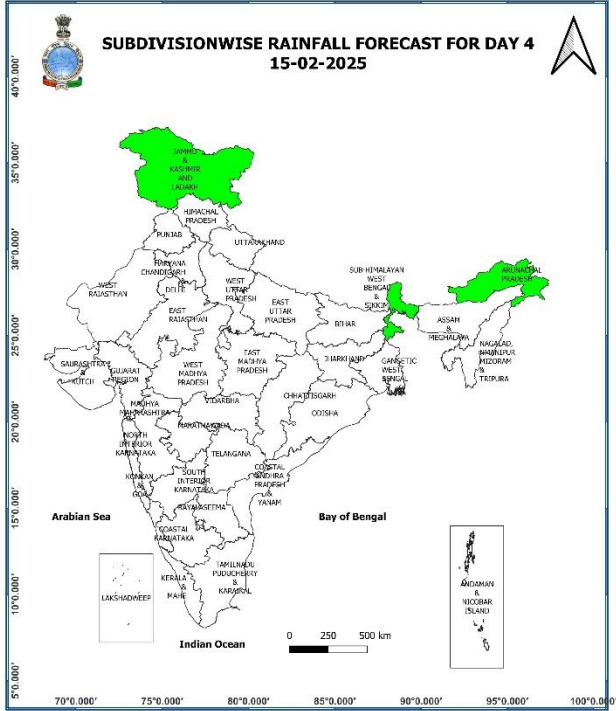 SUBDIVISIONWISE RAINFALL FORECAST FOR DAY 4
15-02-2025
40°0.000'
35°0.000'
30°0.000'
25°0.000'
20°0.000'
15°0.000'
10°0.000'
5°0.000'
JAMMU
&
KASHMIR
AND
LADAKH
HIMACHAL
PRADESH
PUNJAB
UTTARAKHAND
HARYANA
CHANDIGARH
DELHI
WEST
RAJASTHAN
WEST
UTTAR
PRADESH
EAST
RAJASTHAN
EAST
UTTAR
PRADESH
SUB-HIMALAYAN
WEST
BENGAL
&
SIKKIM
ARUNACHAL
PRADESH
BIHAR
ASSAM
&
MEGHALAYA
NAGALAD,
MANIPUR
MIZORAM
&
TRIPURA
SAURASHTRA
&
KUTCH
GUJARAT
REGION
WEST
MADHYA
PRADESH
EAST
MADHYA
PRADESH
JHARKHAND
GANGETIC
WEST
BENGAL
CHHATTISGARH
ODISHA
MADHYA
MAHARASHTRA
VIDARBHA
MARATHAWADA
NORTH
INTERIOR
KARNATAKA
TELANGANA
KONKAN
&
GOA
SOUTH
INTERIOR
KARNATAKA
COASTAL
ANDHRA
PRADESH
&
YANAM
RAYALASEEMA
COASTAL
KARNATAKA
Arabian Sea
Bay of Bengal
LAKSHADWEEP
KERALA
&
MAHE
TAMILNADU
PUDUCHERRY
&
KARAIKAL
ANDAMAN
&
NICOBAR
ISLAND
Indian Ocean
0 250 500 km
70°0.000' 75°0.000' 80°0.000' 85°0.000' 90°0.000' 95°0.000' 100°0.000'